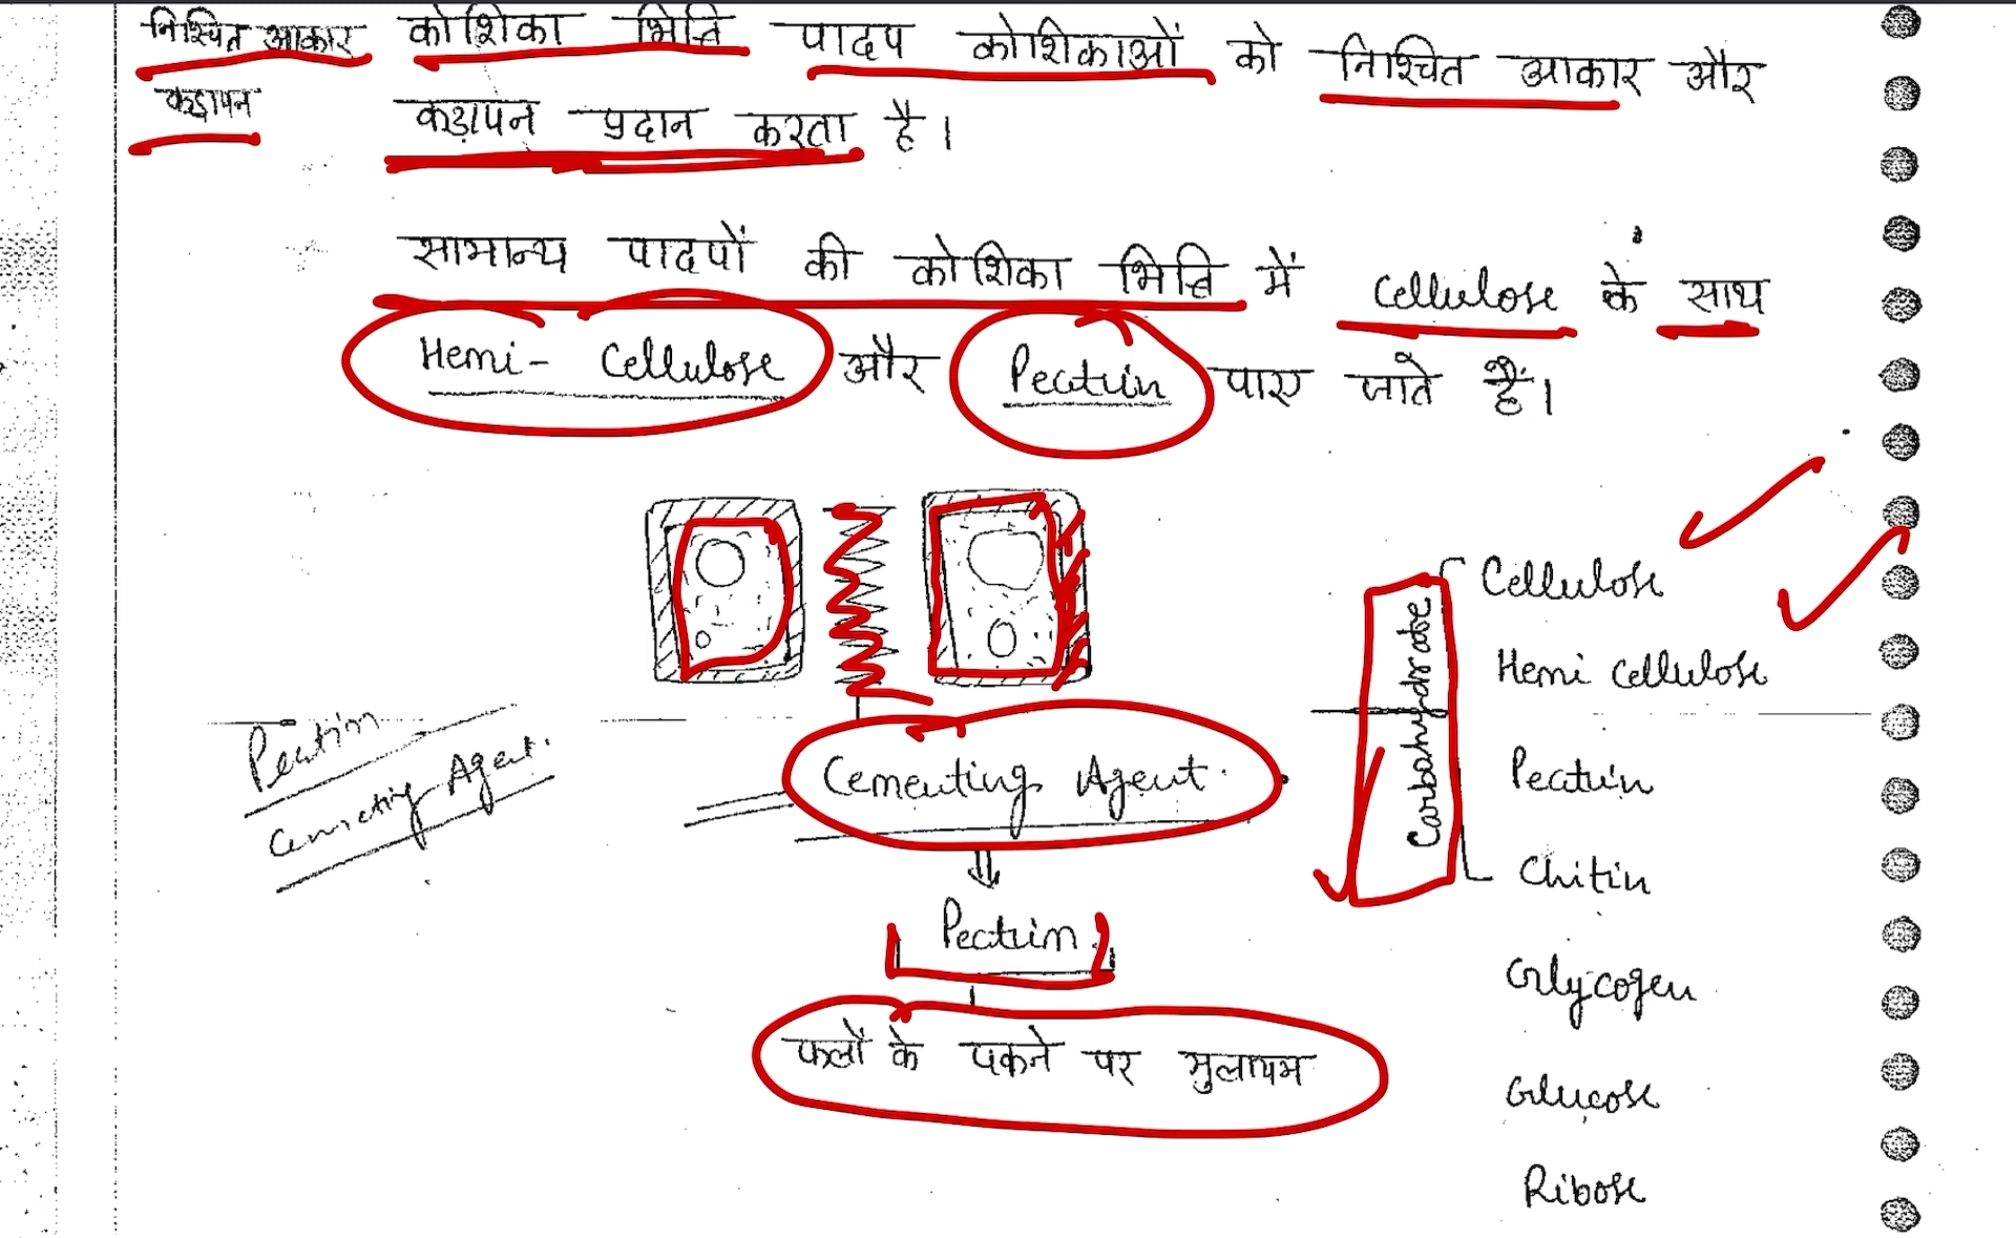 निश्चित आकार
कड़ापन
कोशिका भित्ति पादप कोशिकाओं को निश्चित आकार और
कड़ापन प्रदान करता है।
सामान्य पादपों की कोशिका भित्ति में Cellulose के साथ
Hemi- Cellulose और Pectin पाए जाते हैं।
Pectin
Cementing Agent.
Cementing Agent.
Pectin
फलों के पकने पर मुलायम
Carbohydrate
Cellulose
Hemi Cellulose
Pectin
Chitin
Glycogen
Glucose
Ribose